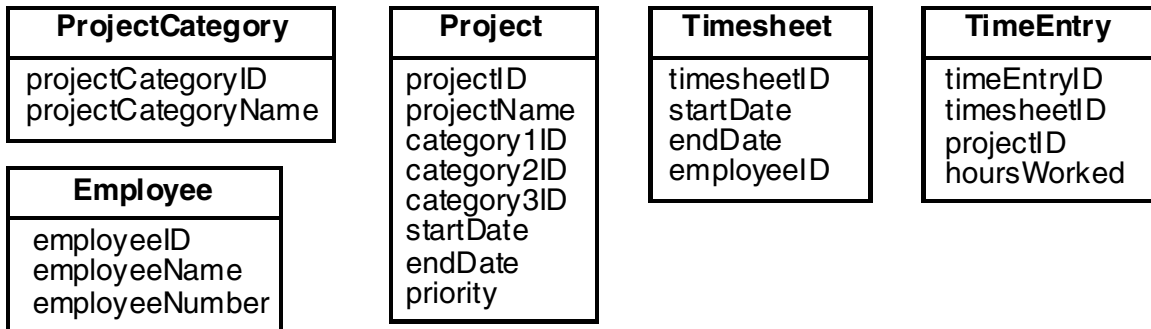 ProjectCategory
projectCategoryID
projectCategoryName
Employee
employeeID
employeeName
employeeNumber
Project
projectID
projectName
category1ID
category2ID
category3ID
startDate
endDate
priority
Timesheet
timesheetID
startDate
endDate
employeeID
TimeEntry
timeEntryID
timesheetID
projectID
hoursWorked